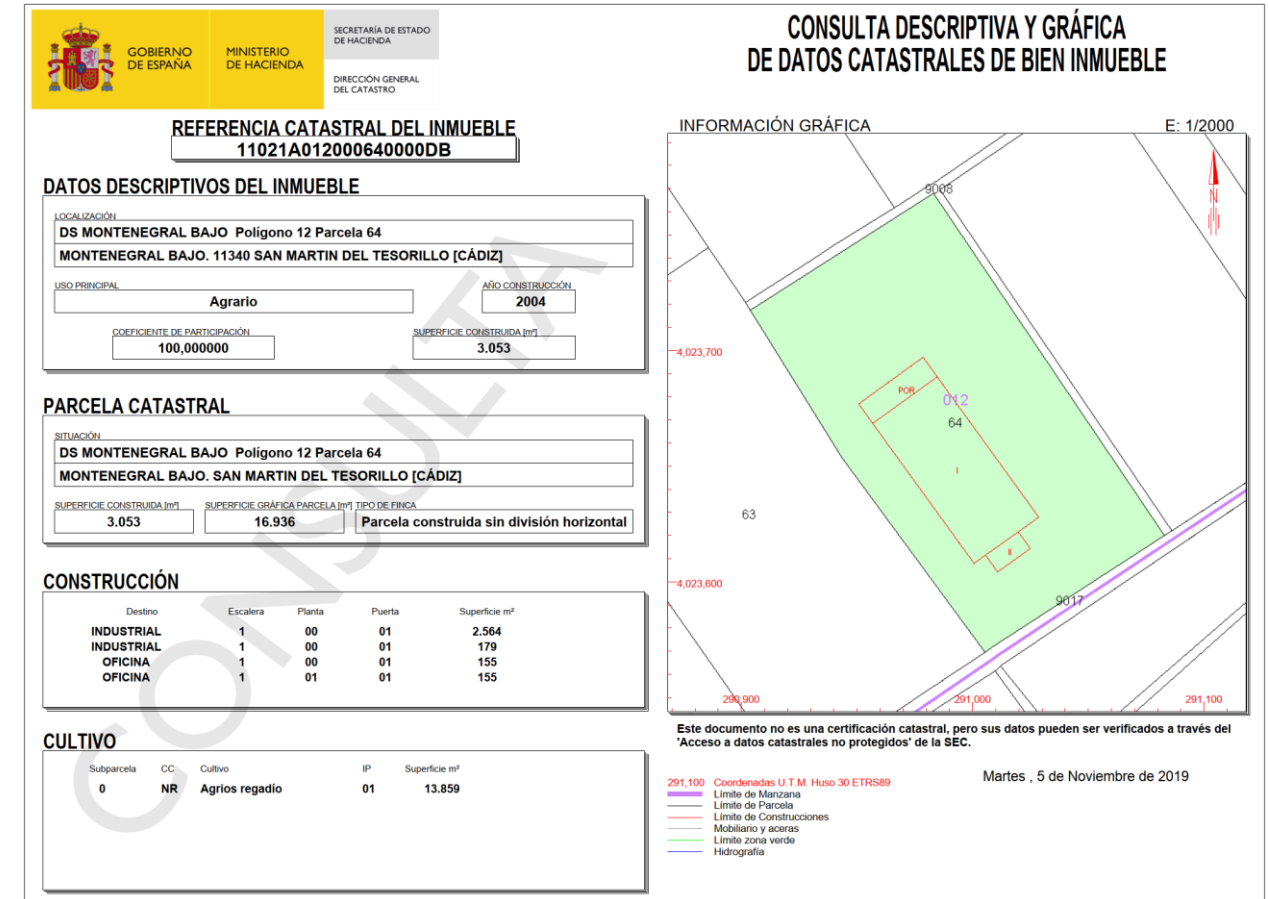 GOBIERNO
DE ESPAÑA
MINISTERIO
DE HACIENDA
SECRETARÍA DE ESTADO
DE HACIENDA
DIRECCIÓN GENERAL
DEL CATASTRO
CONSULTA DESCRIPTIVA Y GRÁFICA
DE DATOS CATASTRALES DE BIEN INMUEBLE
REFERENCIA CATASTRAL DEL INMUEBLE
11021A012000640000DB
DATOS DESCRIPTIVOS DEL INMUEBLE
LOCALIZACIÓN
DS MONTENEGRAL BAJO Polígono 12 Parcela 64
MONTENEGRAL BAJO. 11340 SAN MARTIN DEL TESORILLO [CÁDIZ]
USO PRINCIPAL
Agrario
AÑO CONSTRUCCIÓN
2004
COEFICIENTE DE PARTICIPACIÓN
100,000000
SUPERFICIE CONSTRUIDA [m²]
3.053
PARCELA CATASTRAL
SITUACIÓN
DS MONTENEGRAL BAJO Polígono 12 Parcela 64
MONTENEGRAL BAJO. SAN MARTIN DEL TESORILLO [CÁDIZ]
SUPERFICIE CONSTRUIDA [m²] SUPERFICIE GRÁFICA PARCELA [m²] TIPO DE FINCA
3.053 16.936 Parcela construida sin división horizontal
CONSTRUCCIÓN
Destino Escalera Planta Puerta Superficie m²
INDUSTRIAL 1 00 01 2.564
INDUSTRIAL 1 00 01 179
OFICINA 1 00 01 155
OFICINA 1 01 01 155
CULTIVO
Subparcela CC Cultivo IP Superficie m²
0 NR Agrios regadío 01 13.859
CONSULTA
INFORMACIÓN GRÁFICA E: 1/2000
9008
N
4,023,700
POR
012
64
I
63
II
4,023,600
9017
290,900 291,000 291,100
Este documento no es una certificación catastral, pero sus datos pueden ser verificados a través del
'Acceso a datos catastrales no protegidos' de la SEC.
Martes , 5 de Noviembre de 2019
291,100 Coordenadas U.T.M. Huso 30 ETRS89
Límite de Manzana
Límite de Parcela
Límite de Construcciones
Mobiliario y aceras
Límite zona verde
Hidrografía